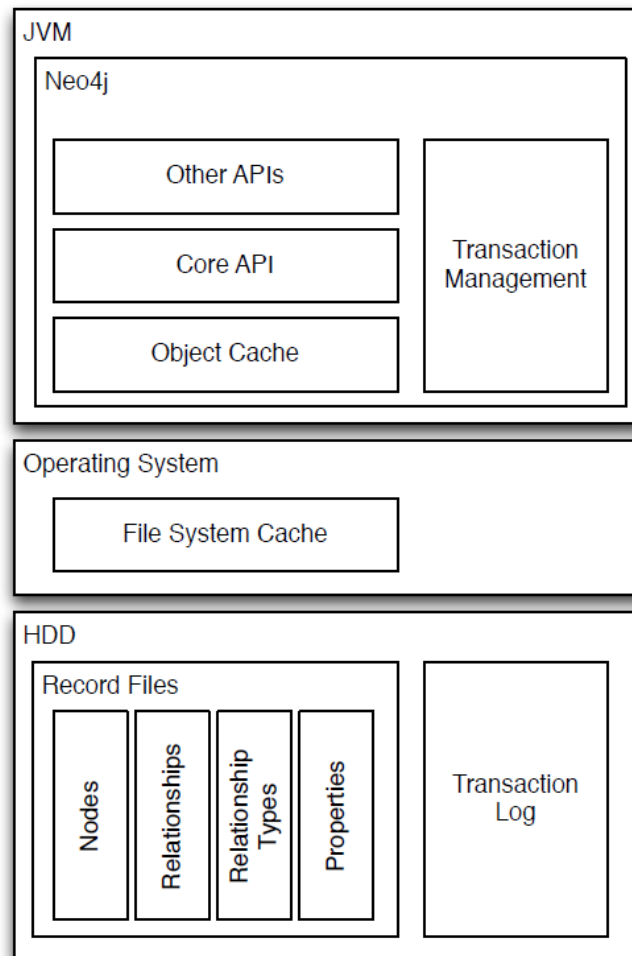 JVM
Neo4j
Other APIs
Core API
Object Cache
Transaction
Management
Operating System
File System Cache
HDD
Record Files
Nodes
Relationships
Relationship
Types
Properties
Transaction
Log